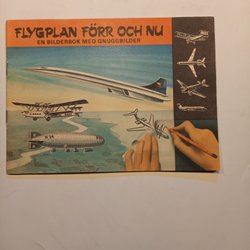 FLYGPLAN FÖRR OCH NU
EN BILDERBOK MED GNUGGBILDER